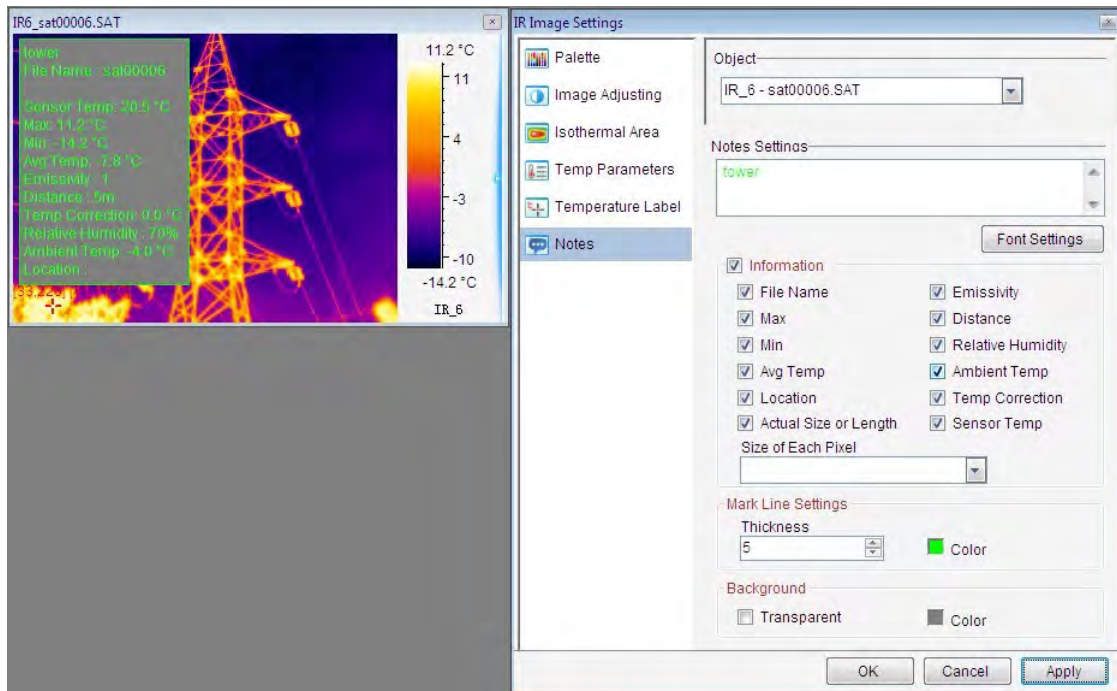 IR6_sat00006.SAT
tower
File Name : sat00006
Sensor Temp: 20.5 °C
Max: 11.2 °C
Min: -14.2 °C
Avg Temp: -7.8 °C
Emissivity : 1
Distance : 5m
Temp Correction: 0.0 °C
Relative Humidity : 70%
Ambient Temp: -4.0 °C
Location :
11.2 °C
11
4
-3
-10
-14.2 °C
IR_6
IR Image Settings
Palette
Image Adjusting
Isothermal Area
Temp Parameters
Temperature Label
Notes
Object
IR_6 - sat00006.SAT
Notes Settings
tower
Font Settings
Information
File Name
Emissivity
Max
Distance
Min
Relative Humidity
Avg Temp
Ambient Temp
Location
Temp Correction
Actual Size or Length
Sensor Temp
Size of Each Pixel
Mark Line Settings
Thickness
5
Color
Background
Transparent
Color
OK
Cancel
Apply